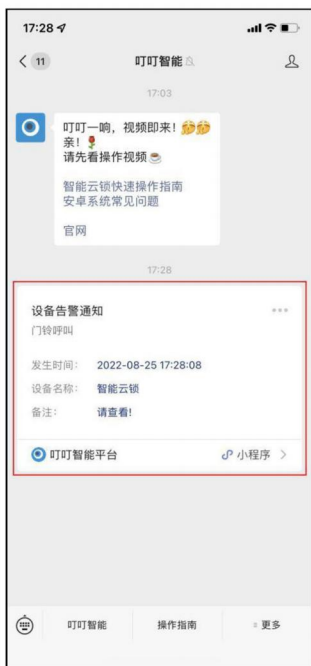 17:28
11
叮叮智能
17:03
叮叮一响，视频即来！
亲！
请先看操作视频
智能云锁快速操作指南
安卓系统常见问题
官网
17:28
设备告警通知
门铃呼叫
发生时间： 2022-08-25 17:28:08
设备名称： 智能云锁
备注： 请查看!
叮叮智能平台 小程序
叮叮智能 操作指南 更多